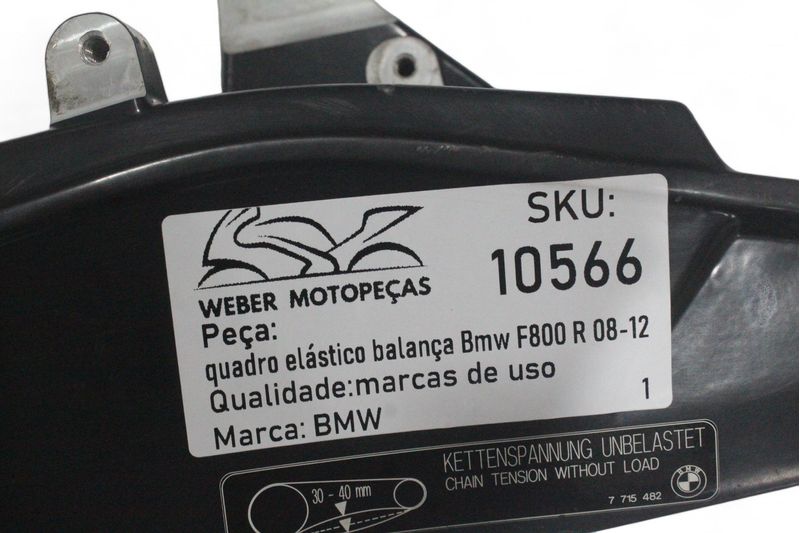 SKU:
10566
WEBER MOTOPEÇAS
Peça:
quadro elástico balança Bmw F800 R 08-12
Qualidade:marcas de uso
1
Marca: BMW
KETTENSPANNUNG UNBELASTET
CHAIN TENSION WITHOUT LOAD
30 - 40 mm
BMW
7 715 482